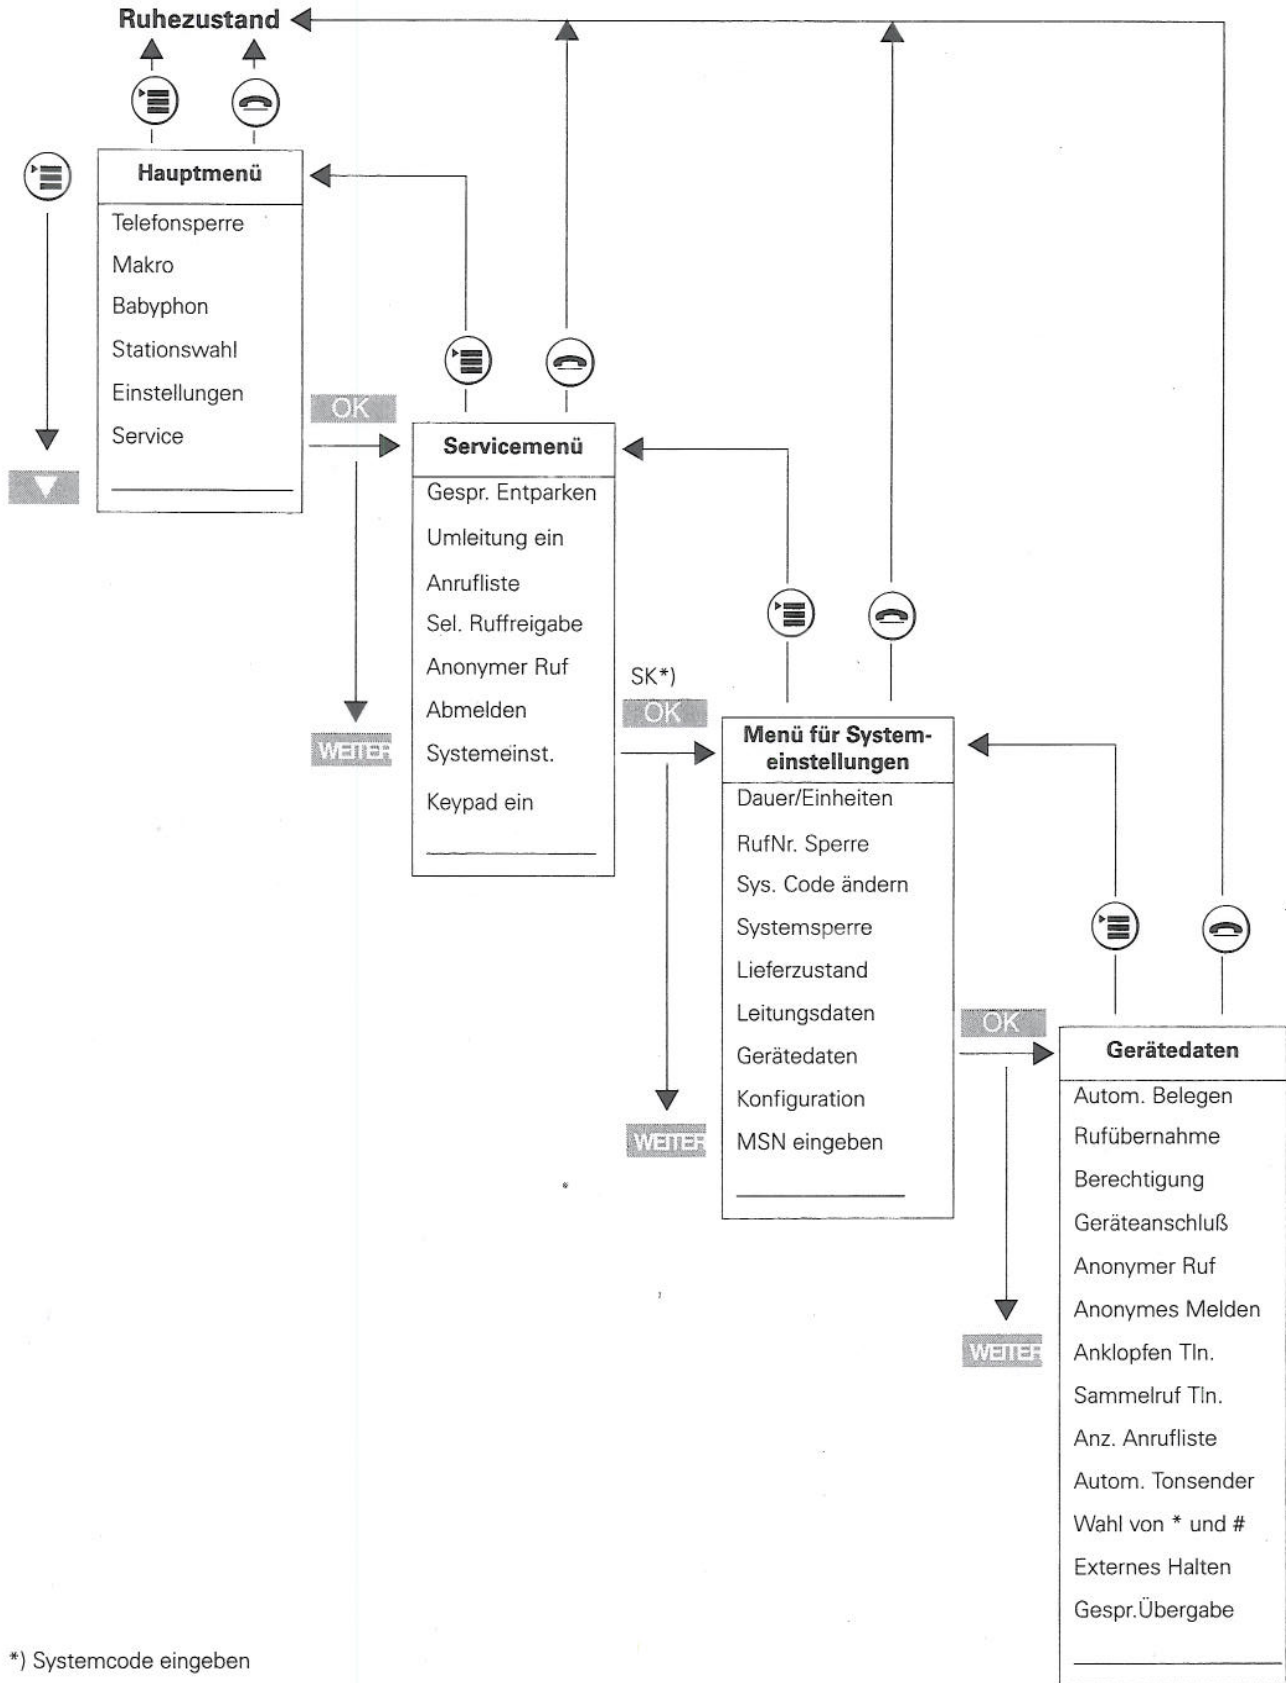 Ruhezustand
Hauptmenü
Telefonsperre
Makro
Babyphon
Stationswahl
Einstellungen
Service
OK
WEITER
Servicemenü
Gespr. Entparken
Umleitung ein
Anrufliste
Sel. Ruffreigabe
Anonymer Ruf
Abmelden
Systemeinst.
Keypad ein
SK*)
OK
WEITER
Menü für System-
einstellungen
Dauer/Einheiten
RufNr. Sperre
Sys. Code ändern
Systemsperre
Lieferzustand
Leitungsdaten
Gerätedaten
Konfiguration
MSN eingeben
OK
WEITER
Gerätedaten
Autom. Belegen
Rufübernahme
Berechtigung
Geräteanschluß
Anonymer Ruf
Anonymes Melden
Anklopfen Tln.
Sammelruf Tln.
Anz. Anrufliste
Autom. Tonsender
Wahl von * und #
Externes Halten
Gespr.Übergabe
*) Systemcode eingeben